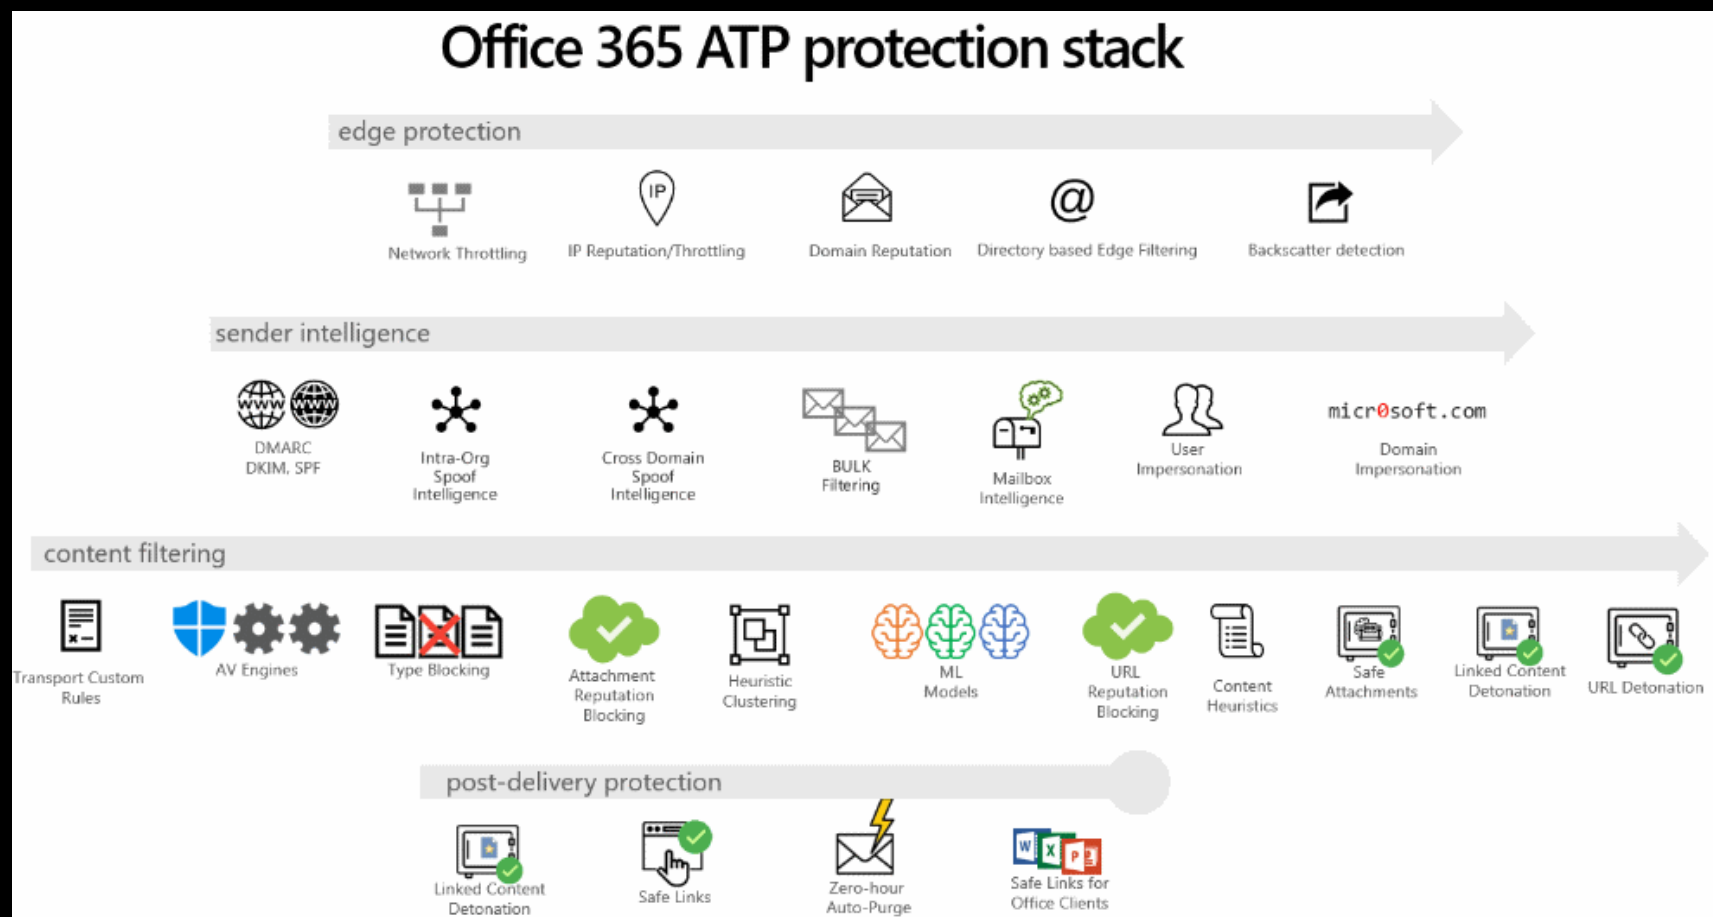 Office 365 ATP protection stack
edge protection
IP
@
Network Throttling
IP Reputation/Throttling
Domain Reputation
Directory based Edge Filtering
Backscatter detection
sender intelligence
www
www
micr0soft.com
DMARC
DKIM, SPF
Intra-Org
Spoof
Intelligence
Cross Domain
Spoof
Intelligence
BULK
Filtering
Mailbox
Intelligence
User
Impersonation
Domain
Impersonation
content filtering
Transport Custom
Rules
AV Engines
Type Blocking
Attachment
Reputation
Blocking
Heuristic
Clustering
ML
Models
URL
Reputation
Blocking
Content
Heuristics
Safe
Attachments
Linked Content
Detonation
URL Detonation
post-delivery protection
W
X
P
Linked Content
Detonation
Safe Links
Zero-hour
Auto-Purge
Safe Links for
Office Clients